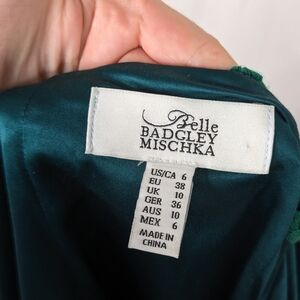 Belle
BADGLEY
MISCHKA
US/CA 6
EU 38
UK 10
GER 36
AUS 10
MEX 6
MADE IN
CHINA